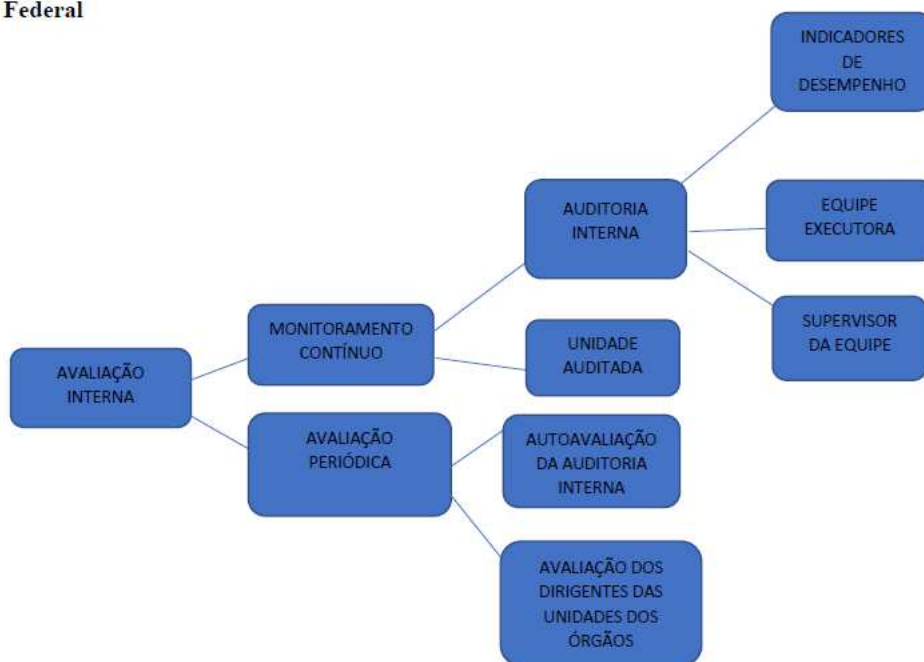 Federal
INDICADORES
DE
DESEMPENHO
AUDITORIA
INTERNA
EQUIPE
EXECUTORA
MONITORAMENTO
CONTÍNUO
UNIDADE
AUDITADA
SUPERVISOR
DA EQUIPE
AVALIAÇÃO
INTERNA
AVALIAÇÃO
PERIÓDICA
AUTOAVALIAÇÃO
DA AUDITORIA
INTERNA
AVALIAÇÃO DOS
DIRIGENTES DAS
UNIDADES DOS
ÓRGÃOS